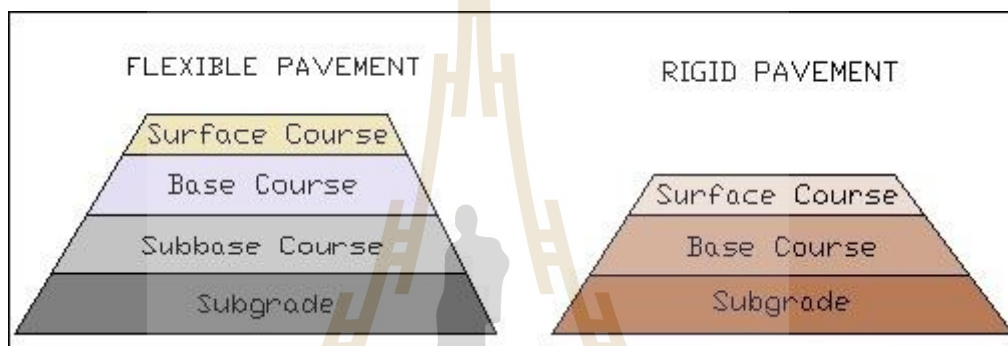 FLEXIBLE PAVEMENT
Surface Course
Base Course
Subbase Course
Subgrade
RIGID PAVEMENT
Surface Course
Base Course
Subgrade